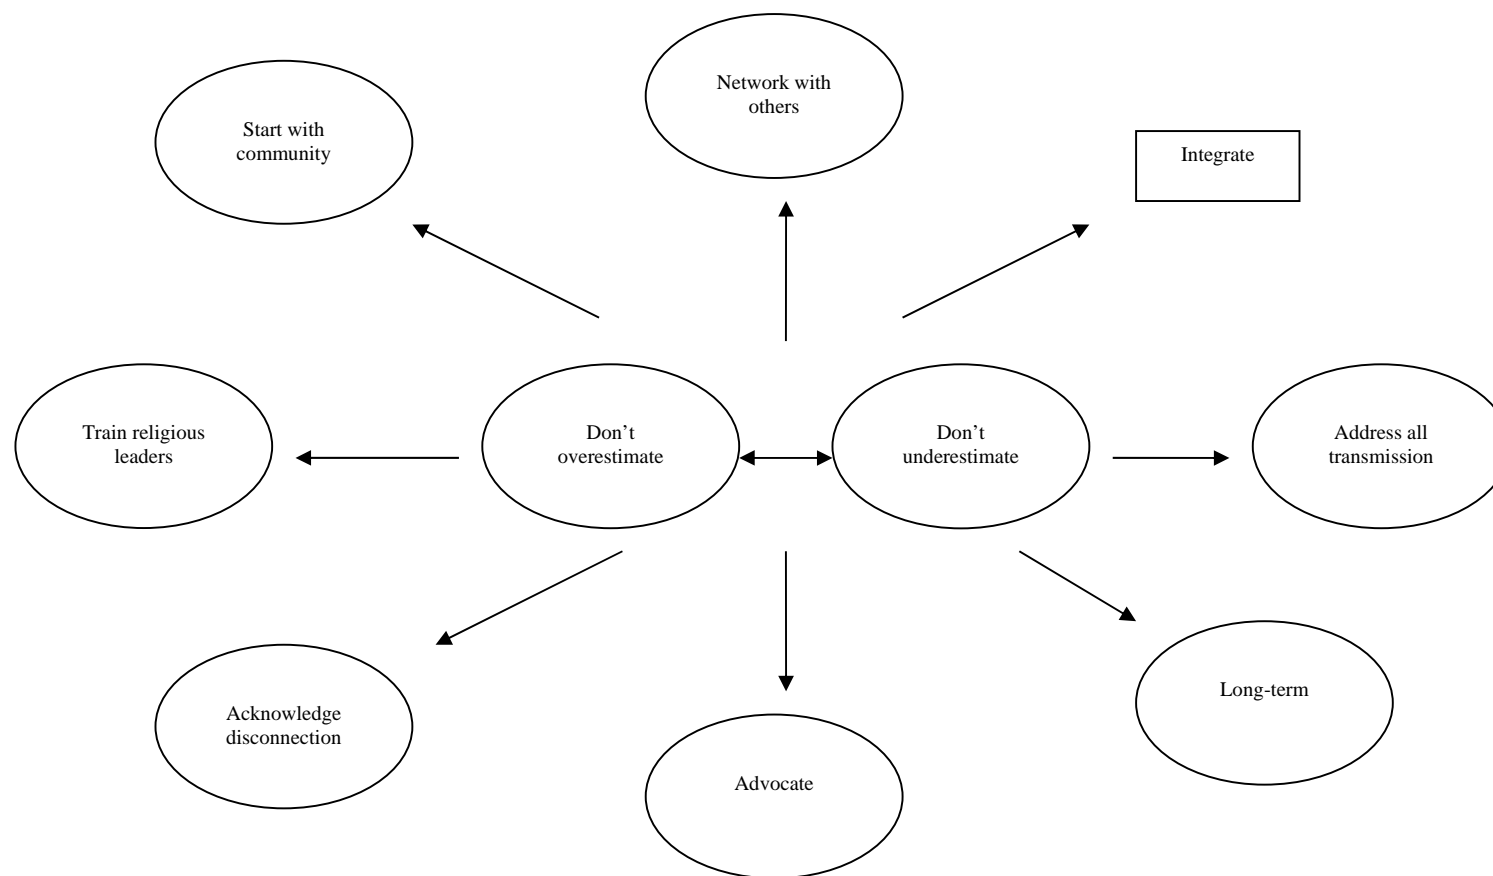 Network with
others
Start with
community
Integrate
Train religious
leaders
Don’t
overestimate
Don’t
underestimate
Address all
transmission
Acknowledge
disconnection
Advocate
Long-term